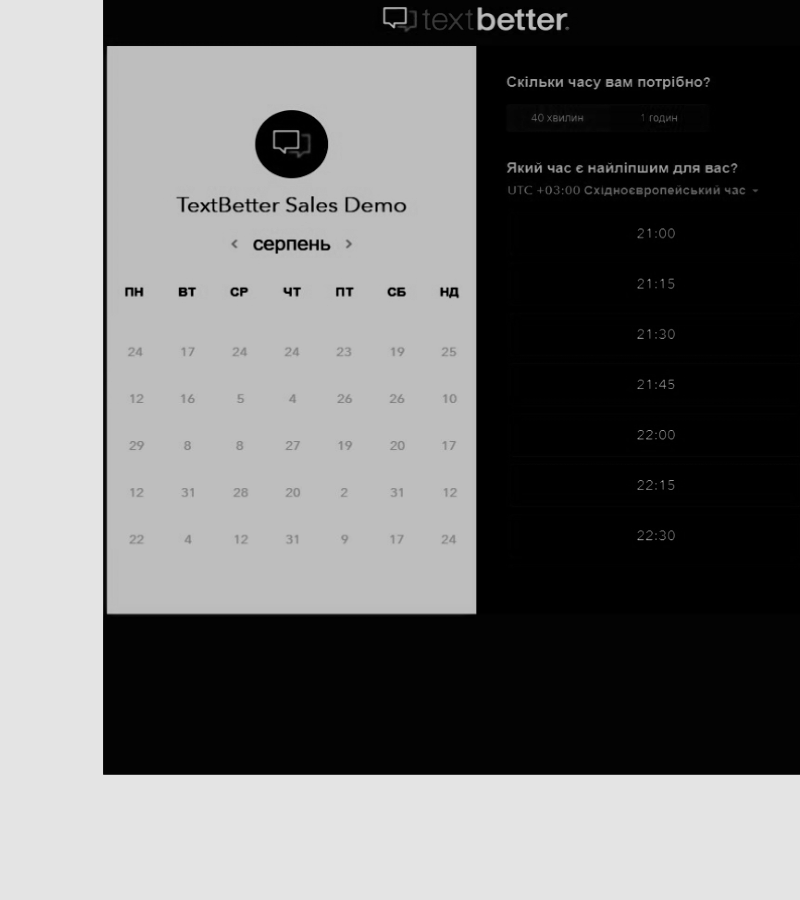 textbetter.
TextBetter Sales Demo
< серпень >
ПН ВТ СР ЧТ ПТ СБ НД
24 17 24 24 23 19 25
12 16 5 4 26 26 10
29 8 8 27 19 20 17
12 31 28 20 2 31 12
22 4 12 31 9 17 24
Скільки часу вам потрібно?
40 хвилин 1 годин
Який час є найліпшим для вас?
UTC +03:00 Східноєвропейський час
21:00
21:15
21:30
21:45
22:00
22:15
22:30